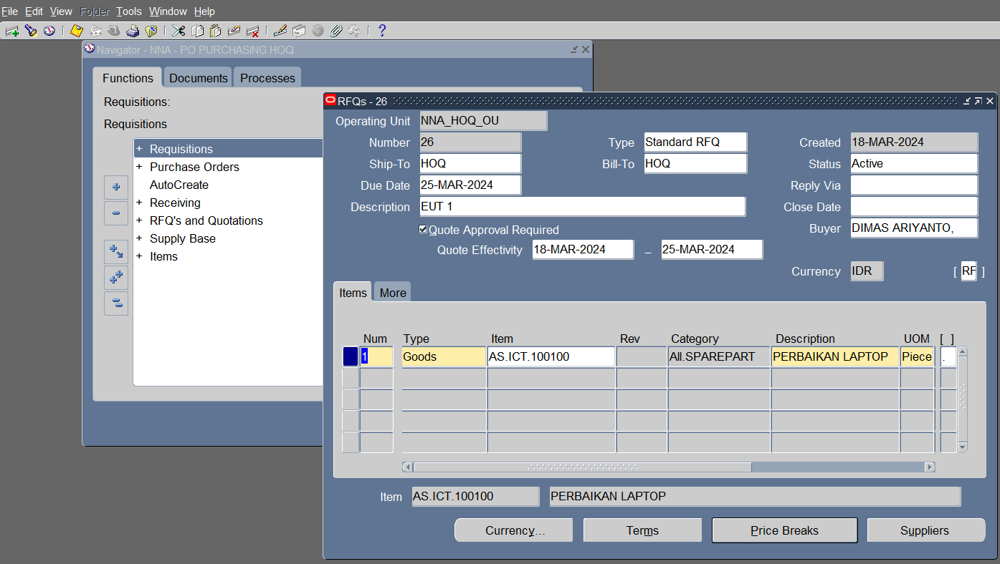 File Edit View Folder Tools Window Help
Navigator - NNA - PO PURCHASING HOQ
Functions Documents Processes
Requisitions:
Requisitions
+ Requisitions
+ Purchase Orders
AutoCreate
+ Receiving
+ RFQ's and Quotations
+ Supply Base
+ Items
RFQs - 26
Operating Unit NNA_HOQ_OU
Number 26 Type Standard RFQ Created 18-MAR-2024
Ship-To HOQ Bill-To HOQ Status Active
Due Date 25-MAR-2024 Reply Via
Description EUT 1 Close Date
Quote Approval Required Buyer DIMAS ARIYANTO,
Quote Effectivity 18-MAR-2024 – 25-MAR-2024
Currency IDR [ RF ]
Items More
Num Type Item Rev Category Description UOM [ ]
1 Goods AS.ICT.100100 All.SPAREPART PERBAIKAN LAPTOP Piece .
Item AS.ICT.100100 PERBAIKAN LAPTOP
Currency... Terms Price Breaks Suppliers